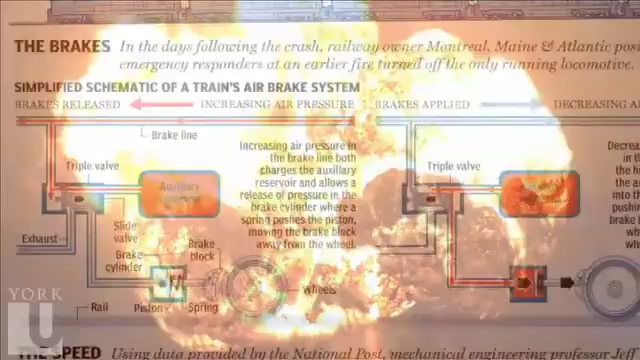 THE BRAKES In the days following the crash, railway owner Montreal, Maine & Atlantic
emergency responders at an earlier fire turned off the only running locomotive.
SIMPLIFIED SCHEMATIC OF A TRAIN'S AIR BRAKE SYSTEM
BRAKES RELEASED INCREASING AIR PRESSURE BRAKES APPLIED DECREASING
Brake line
Triple valve
Auxiliary
Increasing air pressure in
the brake line both
charges the auxiliary
reservoir and allows a
release of pressure in the
brake cylinder where a
spring pushes the piston,
moving the brake block
away from the wheel.
Slide
valve
Exhaust
Brake
cylinder
Brake
block
Wheels
Rail
Piston
Spring
Triple valve
YORK
U
THE SPEED Using data provided by the National Post, mechanical engineering professor